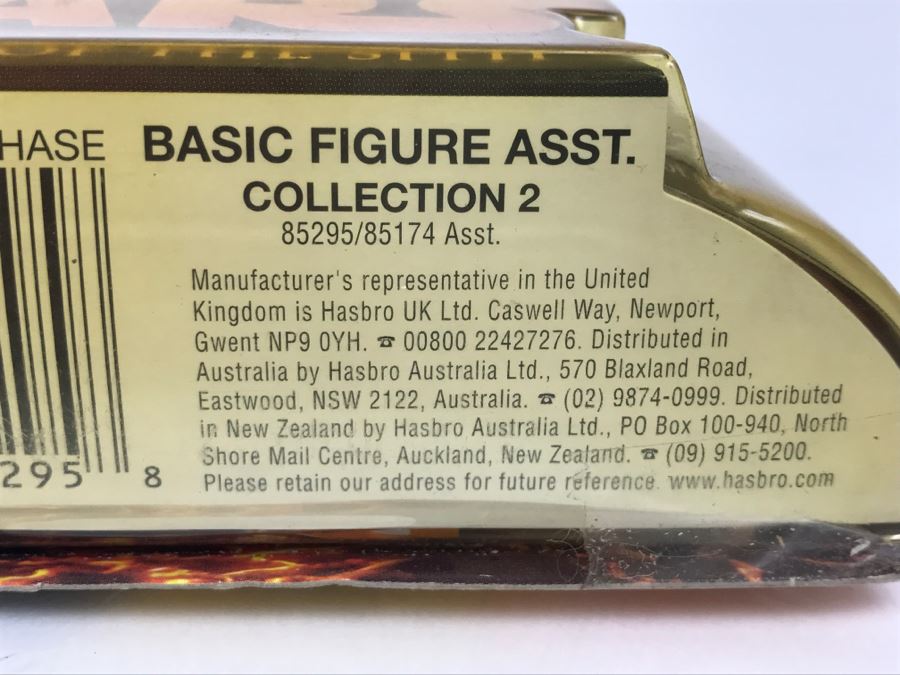 OF THE SITH
HASE
BASIC FIGURE ASST.
COLLECTION 2
85295/85174 Asst.
Manufacturer's representative in the United
Kingdom is Hasbro UK Ltd. Caswell Way, Newport,
Gwent NP9 0YH. ☎ 00800 22427276. Distributed in
Australia by Hasbro Australia Ltd., 570 Blaxland Road,
Eastwood, NSW 2122, Australia. ☎ (02) 9874-0999. Distributed
in New Zealand by Hasbro Australia Ltd., PO Box 100-940, North
Shore Mail Centre, Auckland, New Zealand. ☎ (09) 915-5200.
Please retain our address for future reference. www.hasbro.com
295 8